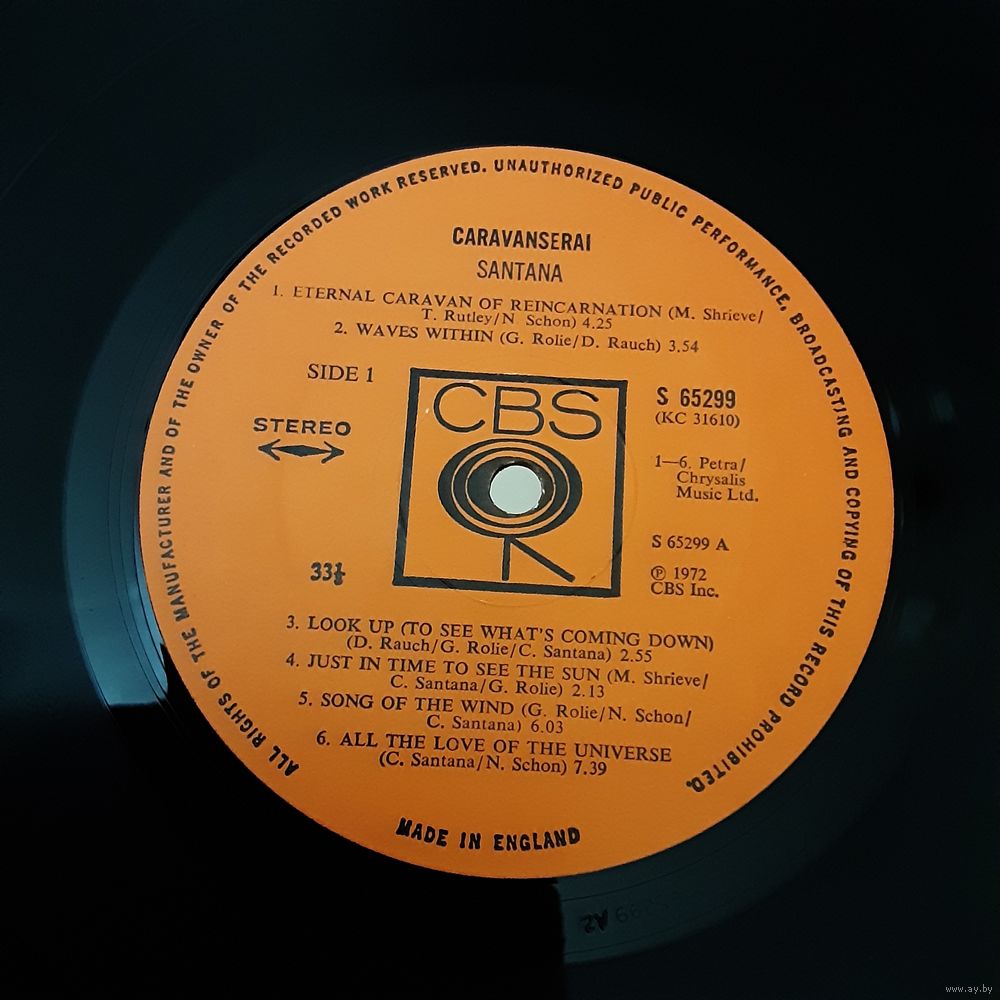 ALL RIGHTS OF THE MANUFACTURER AND OF THE OWNER OF THE RECORDED WORK RESERVED. UNAUTHORIZED PUBLIC PERFORMANCE, BROADCASTING AND COPYING OF THIS RECORD PROHIBITED.
CARAVANSERAI
SANTANA
1. ETERNAL CARAVAN OF REINCARNATION (M. Shrieve/
T. Rutley/N. Schon) 4.25
2. WAVES WITHIN (G. Rolie/D. Rauch) 3.54
SIDE 1
STEREO
33⅓
CBS
S 65299
(KC 31610)
1—6. Petra/
Chrysalis
Music Ltd.
S 65299 A
℗ 1972
CBS Inc.
3. LOOK UP (TO SEE WHAT'S COMING DOWN)
(D. Rauch/G. Rolie/C. Santana) 2.55
4. JUST IN TIME TO SEE THE SUN (M. Shrieve/
C. Santana/G. Rolie) 2.13
5. SONG OF THE WIND (G. Rolie/N. Schon/
C. Santana) 6.03
6. ALL THE LOVE OF THE UNIVERSE
(C. Santana/N. Schon) 7.39
MADE IN ENGLAND
www.ay.by